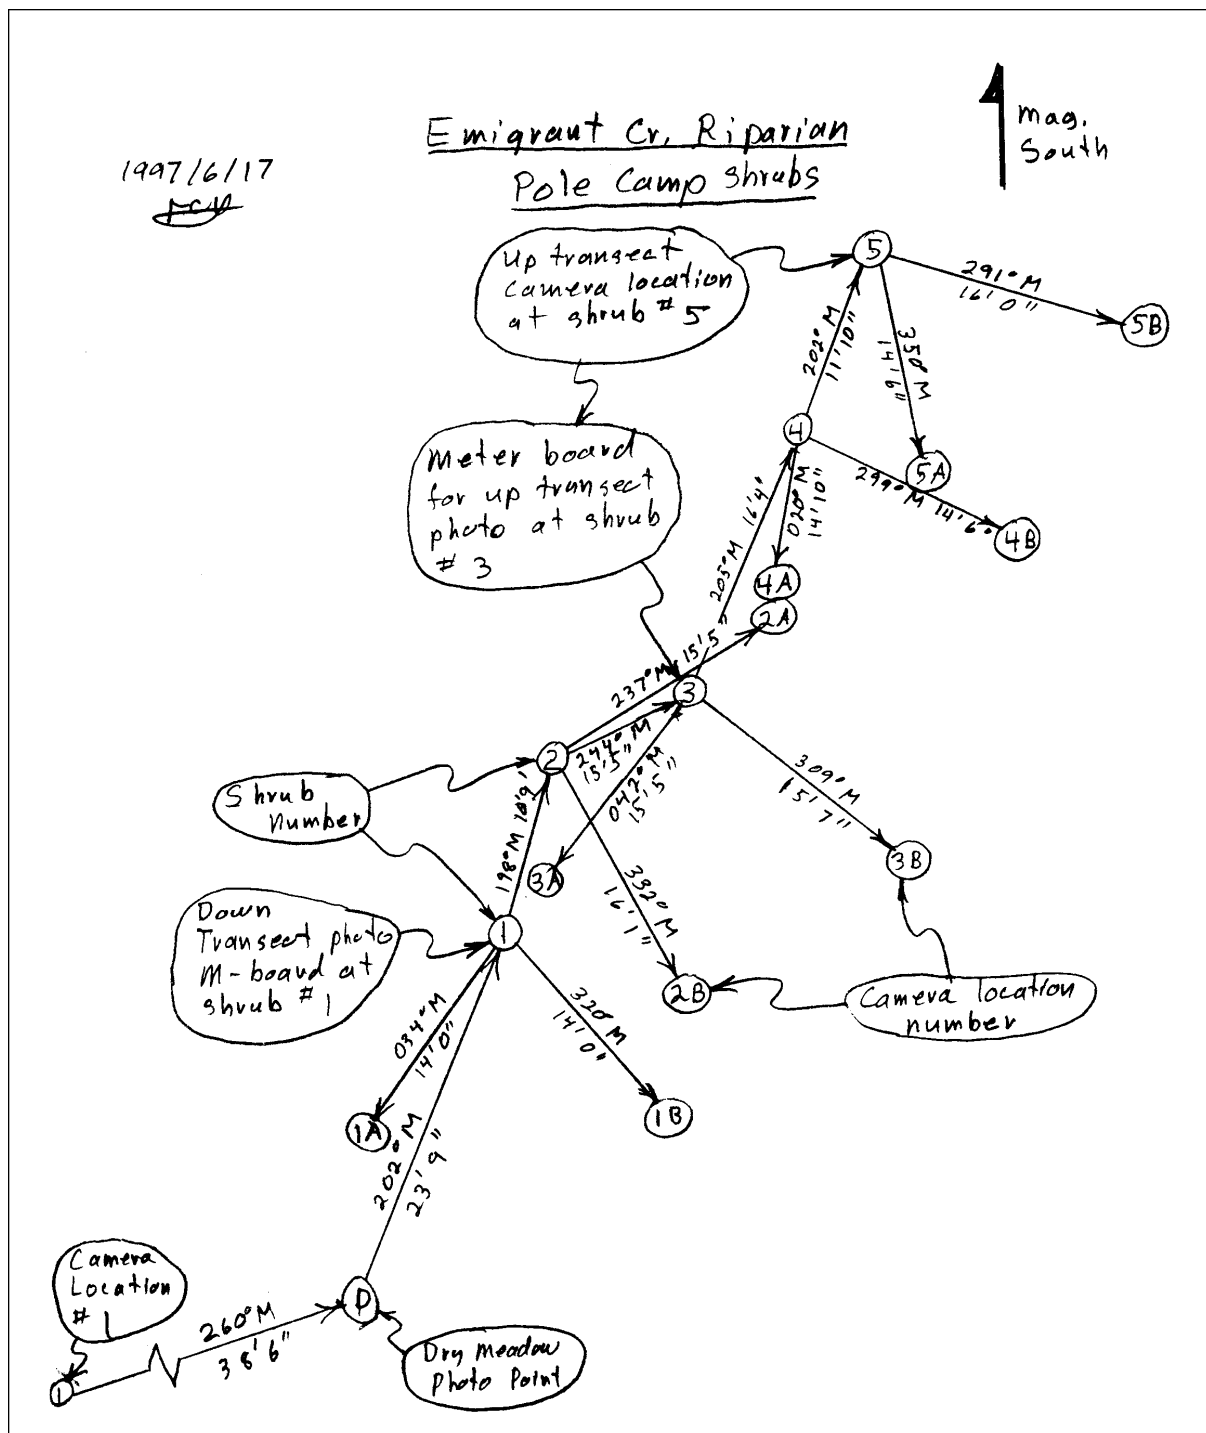 Emigrant Cr. Riparian
Pole Camp shrubs
1997/6/17
mag.
South
Up transect
camera location
at shrub #5
5
291° M
16'0"
5B
202° M
11'10"
350° M
14'6"
5A
4
299° M 14'6"
4B
020° M
14'10"
4A
2A
Meter board
for up transect
photo at shrub
# 3
203° M 16'4"
237° M 15'5"
3
244° M
15'5"
042° M
15'5"
309° M
15'7"
3B
2
Shrub
number
198° M 10'9"
3A
332° M
16'1"
2B
Camera location
number
Down
Transect photo
M-board at
shrub #1
1
034° M
14'0"
320° M
14'0"
1A
1B
202° M
23'9"
Camera
Location
# 1
260° M
38'6"
D
1
Dry meadow
Photo Point